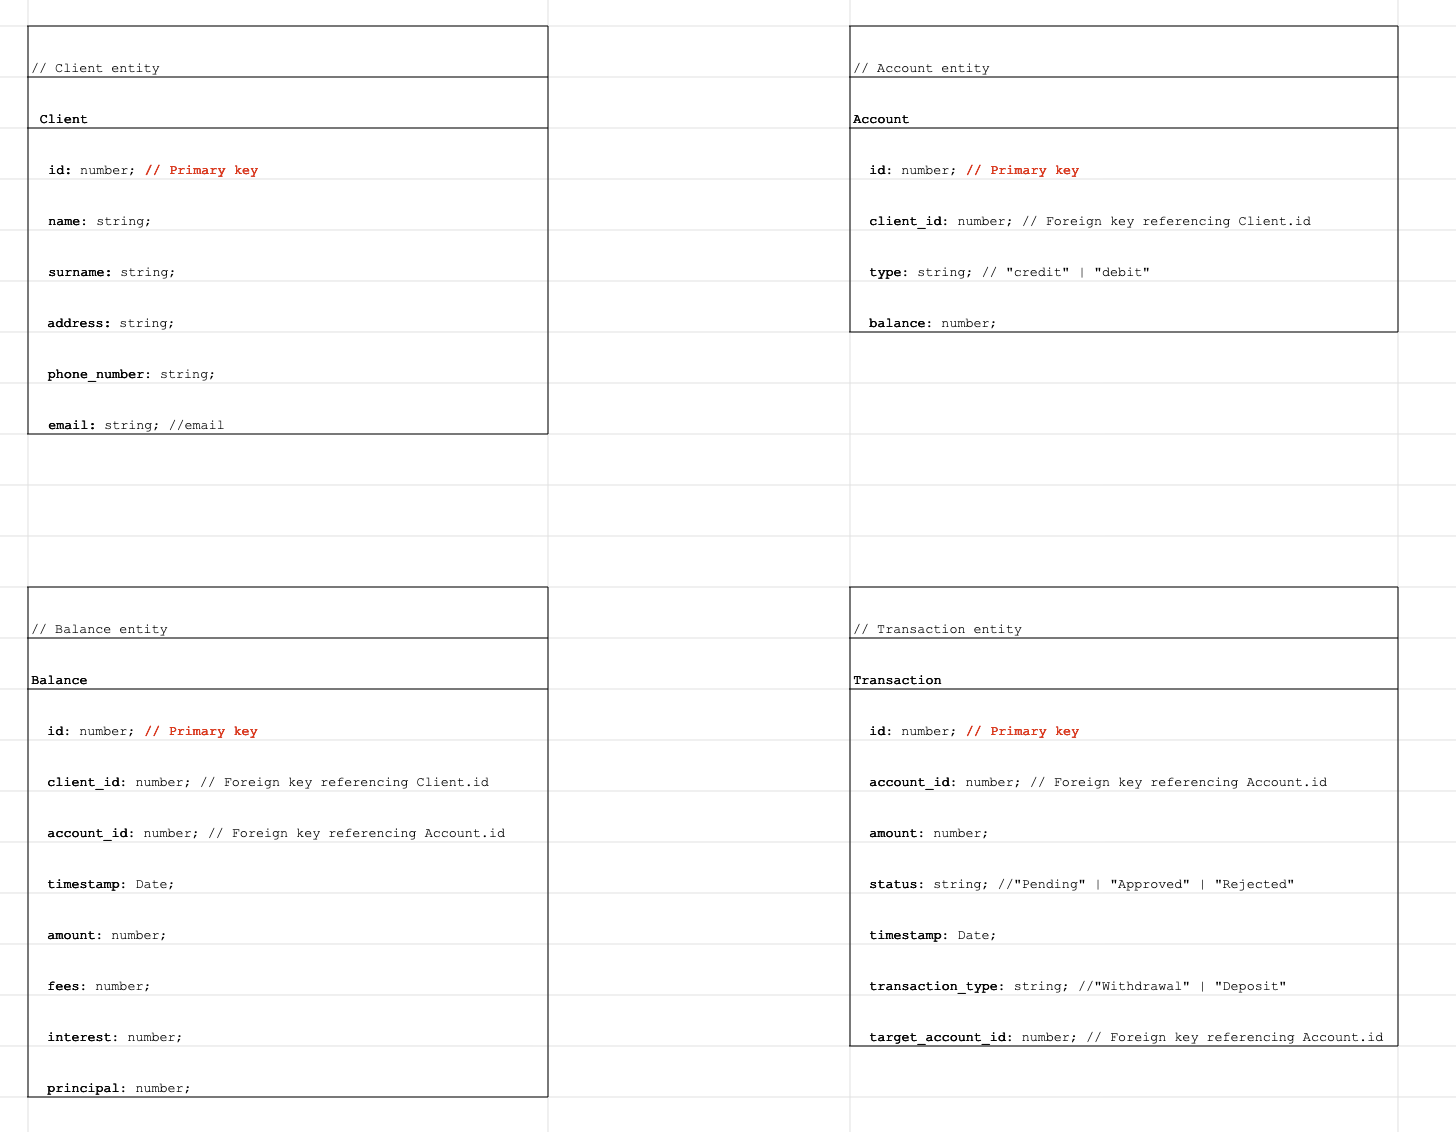 // Client entity
Client
id: number; // Primary key
name: string;
surname: string;
address: string;
phone_number: string;
email: string; //email
// Account entity
Account
id: number; // Primary key
client_id: number; // Foreign key referencing Client.id
type: string; // "credit" | "debit"
balance: number;
// Balance entity
Balance
id: number; // Primary key
client_id: number; // Foreign key referencing Client.id
account_id: number; // Foreign key referencing Account.id
timestamp: Date;
amount: number;
fees: number;
interest: number;
principal: number;
// Transaction entity
Transaction
id: number; // Primary key
account_id: number; // Foreign key referencing Account.id
amount: number;
status: string; //"Pending" | "Approved" | "Rejected"
timestamp: Date;
transaction_type: string; //"Withdrawal" | "Deposit"
target_account_id: number; // Foreign key referencing Account.id